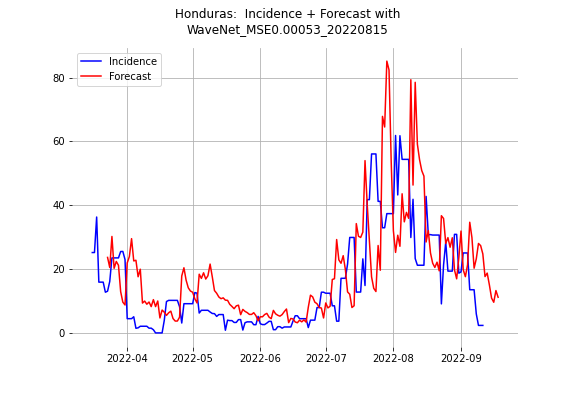 Honduras:  Incidence + Forecast with
WaveNet_MSE0.00053_20220815
Incidence
Forecast
80
60
40
20
0
2022-04
2022-05
2022-06
2022-07
2022-08
2022-09